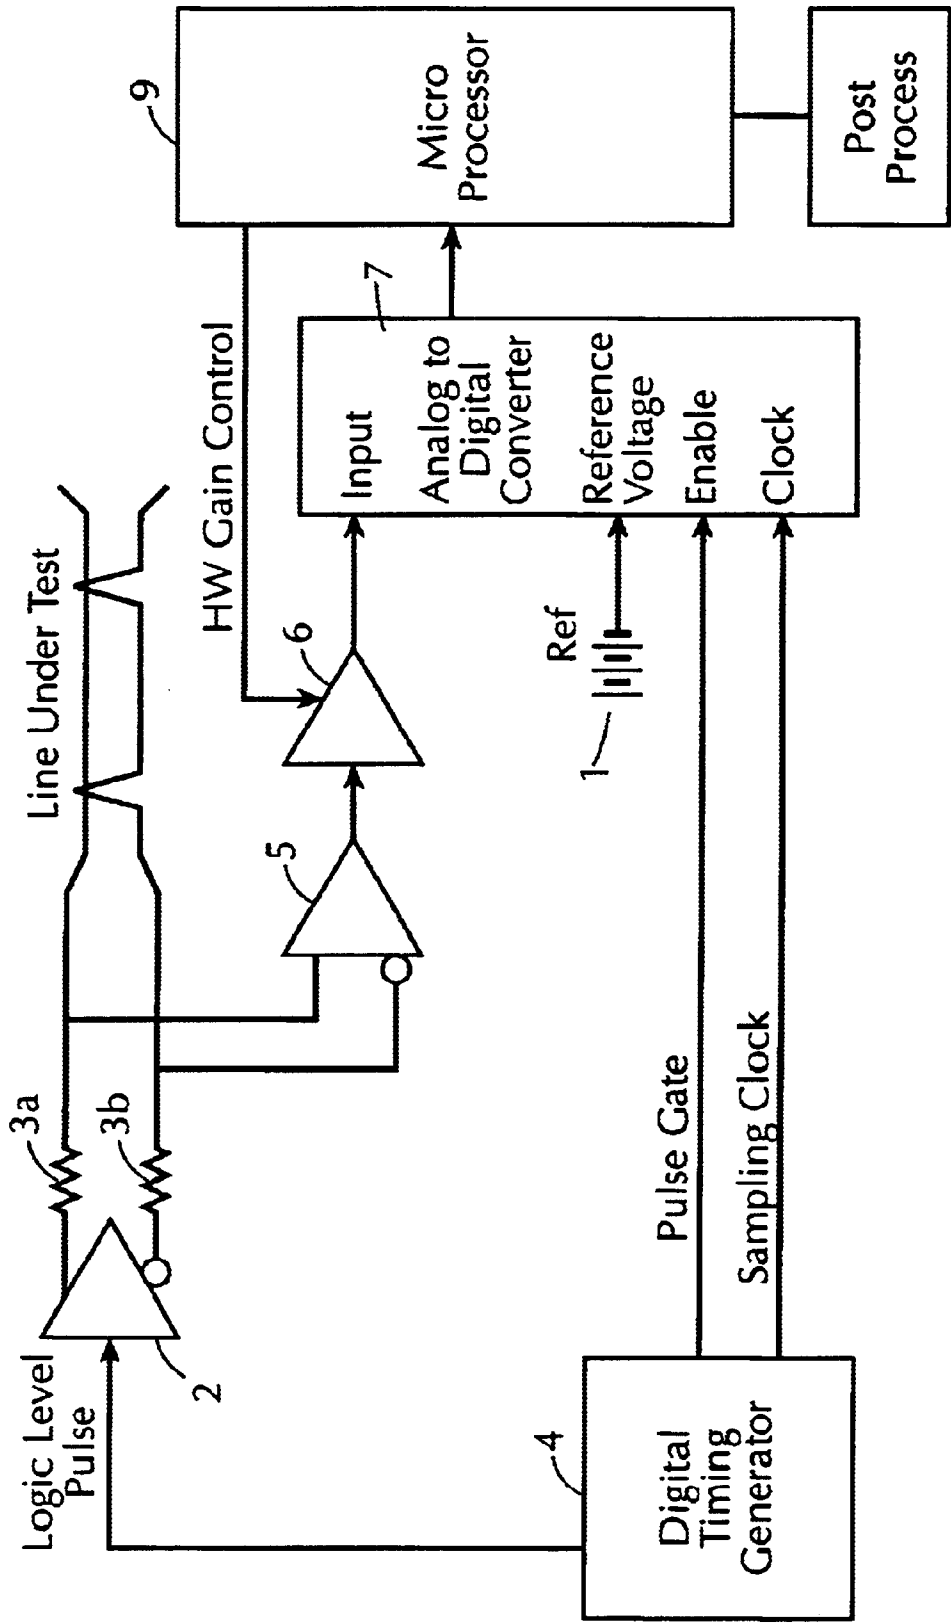 Line Under Test
Logic Level
Pulse
2
3a
3b
5
6
HW Gain Control
9
Micro
Processor
7
Input
Analog to
Digital
Converter
Reference
Voltage
Enable
Clock
Ref
1
Pulse Gate
Sampling Clock
4
Digital
Timing
Generator
Post
Process